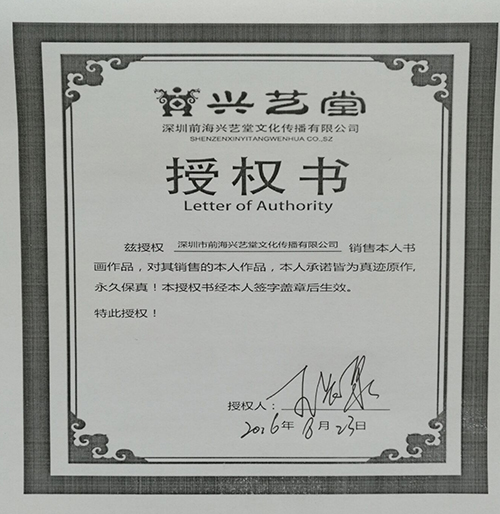 兴艺堂
深圳前海兴艺堂文化传播有限公司
SHENZENXINYITANGWENHUA CO.,SZ
授权书
Letter of Authority
兹授权 深圳市前海兴艺堂文化传播有限公司 销售本人书
画作品，对其销售的本人作品，本人承诺皆为真迹原作，
永久保真！本授权书经本人签字盖章后生效。
特此授权！
授权人：
2016年8月23日